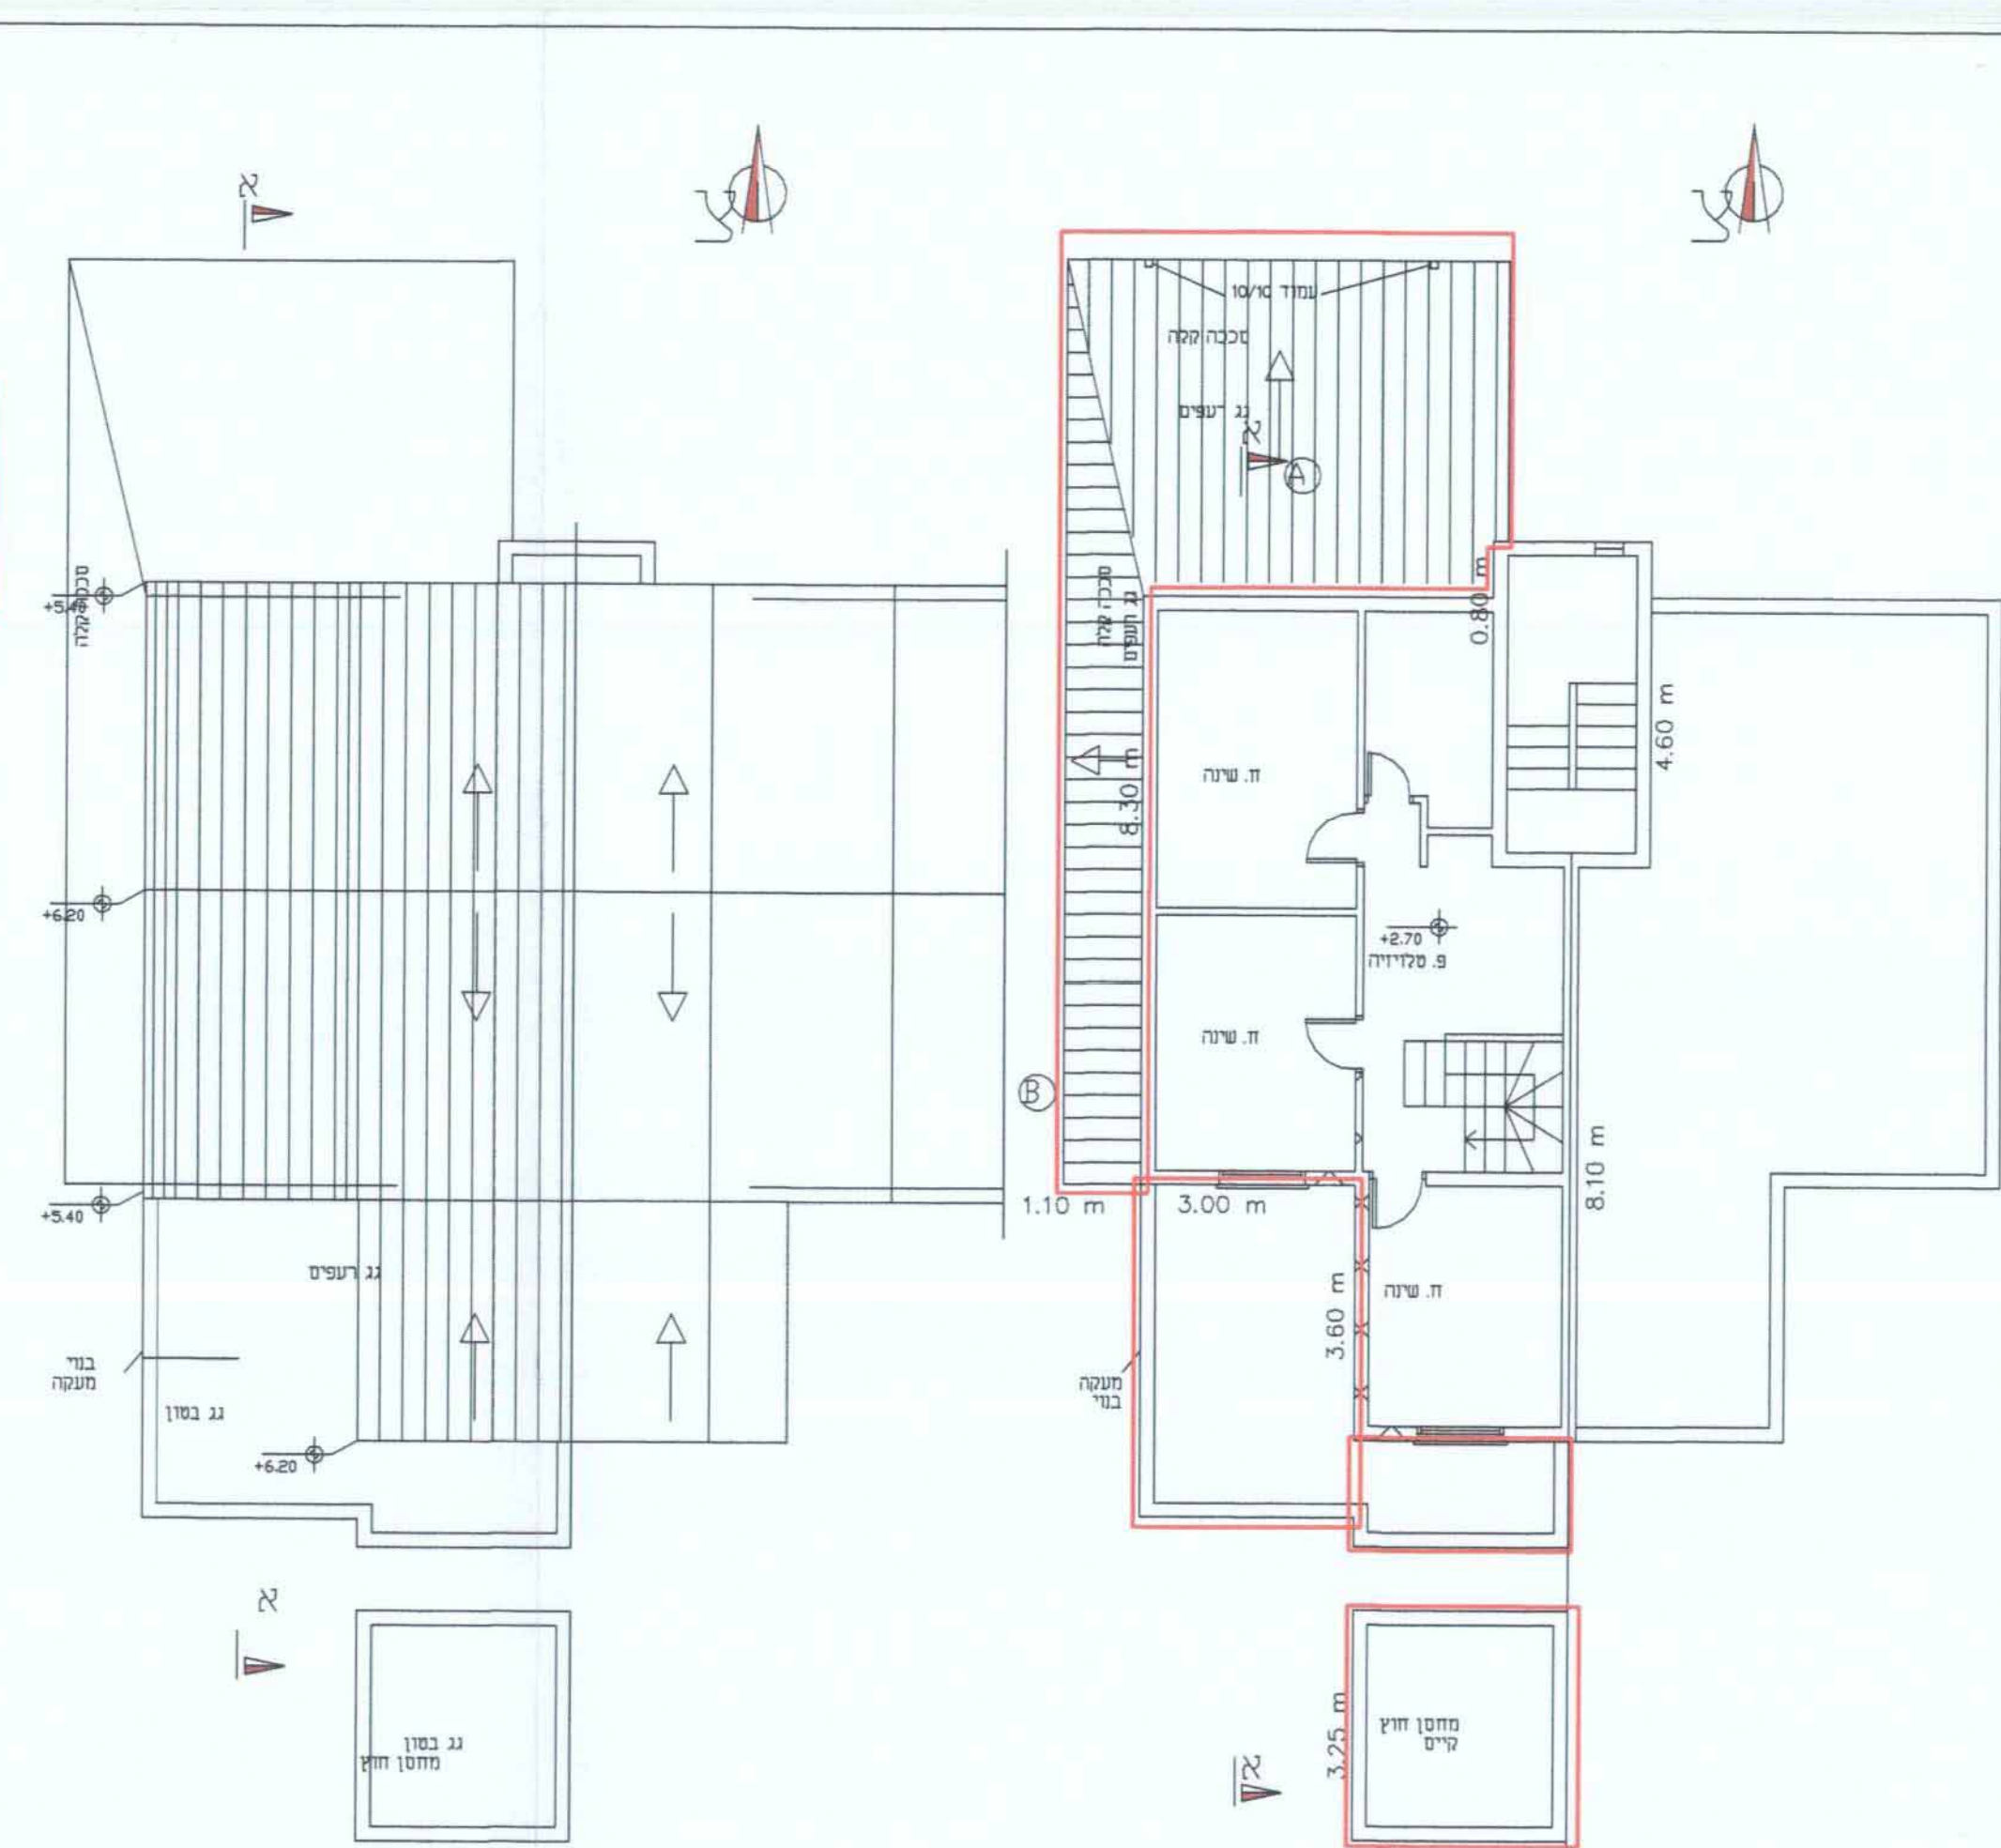 א
צ
סככה קלה
+5.40
+6.20
+5.40
גג רעפים
בנוי
מעקה
גג בטון
+6.20
א
גג בטון
מחסן חוץ
צ
עמוד 10/10
סככה קלה
גג רעפים
א
A
סככה קלה
גג רעפים
0.80 m
4.60 m
ח. שינה
8.30 m
+2.70
פ. טלויזיה
ח. שינה
B
8.10 m
1.10 m
3.00 m
ח. שינה
3.60 m
מעקה
בנוי
מחסן חוץ
קיים
3.25 m
א